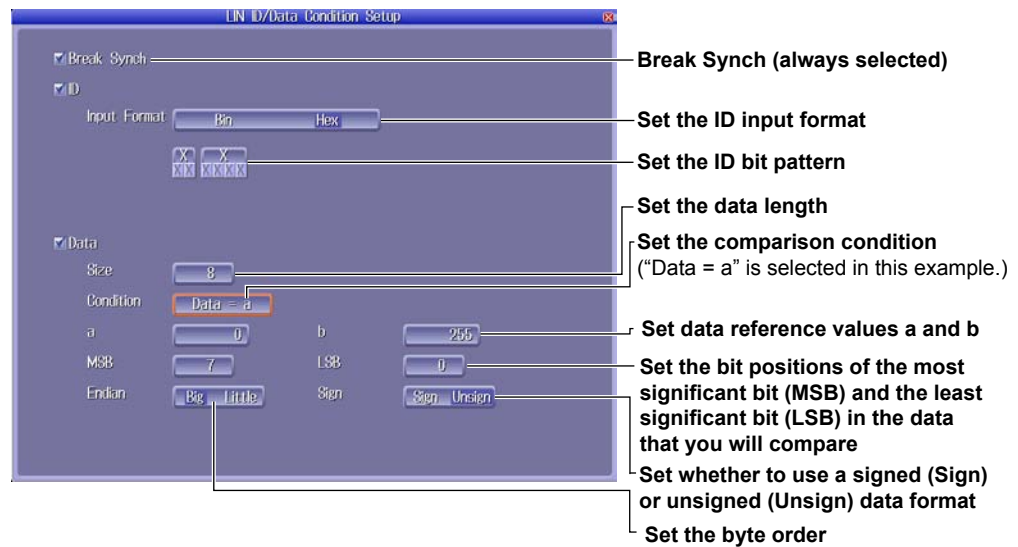 LIN ID/Data Condition Setup
Break Synch
Break Synch (always selected)
ID
Input Format Bin Hex
Set the ID input format
X X
X X X X X X
Set the ID bit pattern
Set the data length
Data
Set the comparison condition
("Data = a" is selected in this example.)
Size 8
Condition Data = a
a 0 b 255
Set data reference values a and b
MSB 7 LSB 0
Set the bit positions of the most
significant bit (MSB) and the least
significant bit (LSB) in the data
that you will compare
Endian Big Little Sign Sign Unsign
Set whether to use a signed (Sign)
or unsigned (Unsign) data format
Set the byte order